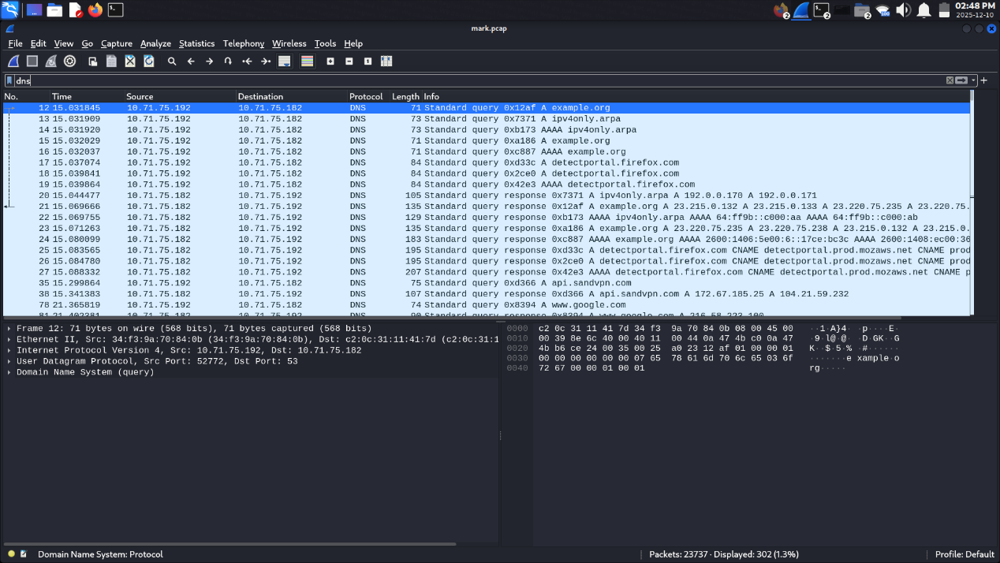 02:48 PM
2025-12-10
2
2
2
100
mark.pcap
File Edit View Go Capture Analyze Statistics Telephony Wireless Tools Help
dns
No. Time Source Destination Protocol Length Info
12 15.031845 10.71.75.192 10.71.75.182 DNS 71 Standard query 0x12af A example.org
13 15.031909 10.71.75.192 10.71.75.182 DNS 73 Standard query 0x7371 A ipv4only.arpa
14 15.031920 10.71.75.192 10.71.75.182 DNS 73 Standard query 0xb173 AAAA ipv4only.arpa
15 15.032029 10.71.75.192 10.71.75.182 DNS 71 Standard query 0xa186 A example.org
16 15.032037 10.71.75.192 10.71.75.182 DNS 71 Standard query 0xc887 AAAA example.org
17 15.037074 10.71.75.192 10.71.75.182 DNS 84 Standard query 0xd33c A detectportal.firefox.com
18 15.039841 10.71.75.192 10.71.75.182 DNS 84 Standard query 0x2ce0 A detectportal.firefox.com
19 15.039864 10.71.75.192 10.71.75.182 DNS 84 Standard query 0x42e3 AAAA detectportal.firefox.com
20 15.044477 10.71.75.182 10.71.75.192 DNS 105 Standard query response 0x7371 A ipv4only.arpa A 192.0.0.170 A 192.0.0.171
21 15.069666 10.71.75.182 10.71.75.192 DNS 135 Standard query response 0x12af A example.org A 23.215.0.132 A 23.215.0.133 A 23.220.75.235 A 23.220.75.
22 15.069755 10.71.75.182 10.71.75.192 DNS 129 Standard query response 0xb173 AAAA ipv4only.arpa AAAA 64:ff9b::c000:aa AAAA 64:ff9b::c000:ab
23 15.071263 10.71.75.182 10.71.75.192 DNS 135 Standard query response 0xa186 A example.org A 23.220.75.235 A 23.220.75.238 A 23.215.0.132 A 23.215.0.
24 15.080099 10.71.75.182 10.71.75.192 DNS 183 Standard query response 0xc887 AAAA example.org AAAA 2600:1406:5e00:6::17ce:bc3c AAAA 2600:1408:ec00:36
25 15.083565 10.71.75.182 10.71.75.192 DNS 195 Standard query response 0xd33c A detectportal.firefox.com CNAME detectportal.prod.mozaws.net CNAME prod
26 15.084780 10.71.75.182 10.71.75.192 DNS 195 Standard query response 0x2ce0 A detectportal.firefox.com CNAME detectportal.prod.mozaws.net CNAME prod
27 15.088332 10.71.75.182 10.71.75.192 DNS 207 Standard query response 0x42e3 AAAA detectportal.firefox.com CNAME detectportal.prod.mozaws.net CNAME p
35 15.299864 10.71.75.192 10.71.75.182 DNS 75 Standard query 0xd366 A api.sandvpn.com
38 15.341383 10.71.75.182 10.71.75.192 DNS 107 Standard query response 0xd366 A api.sandvpn.com A 172.67.185.25 A 104.21.59.232
78 21.365819 10.71.75.192 10.71.75.182 DNS 74 Standard query 0x8394 A www.google.com
Frame 12: 71 bytes on wire (568 bits), 71 bytes captured (568 bits)
Ethernet II, Src: 34:f3:9a:70:84:0b (34:f3:9a:70:84:0b), Dst: c2:0c:31:11:41:7d (c2:0c:31:1
Internet Protocol Version 4, Src: 10.71.75.192, Dst: 10.71.75.182
User Datagram Protocol, Src Port: 52772, Dst Port: 53
Domain Name System (query)
0000 c2 0c 31 11 41 7d 34 f3 9a 70 84 0b 08 00 45 00 ··1·A}4· ·p····E·
0010 00 39 8e 6c 40 00 40 11 00 44 0a 47 4b c0 0a 47 ·9·l@·@· ·D·GK··G
0020 4b b6 ce 24 00 35 00 25 a0 23 12 af 01 00 00 01 K··$·5·% ·#······
0030 00 00 00 00 00 00 07 65 78 61 6d 70 6c 65 03 6f ·······e xample·o
0040 72 67 00 00 01 00 01 rg·····
Domain Name System: Protocol
Packets: 23737 · Displayed: 302 (1.3%)
Profile: Default